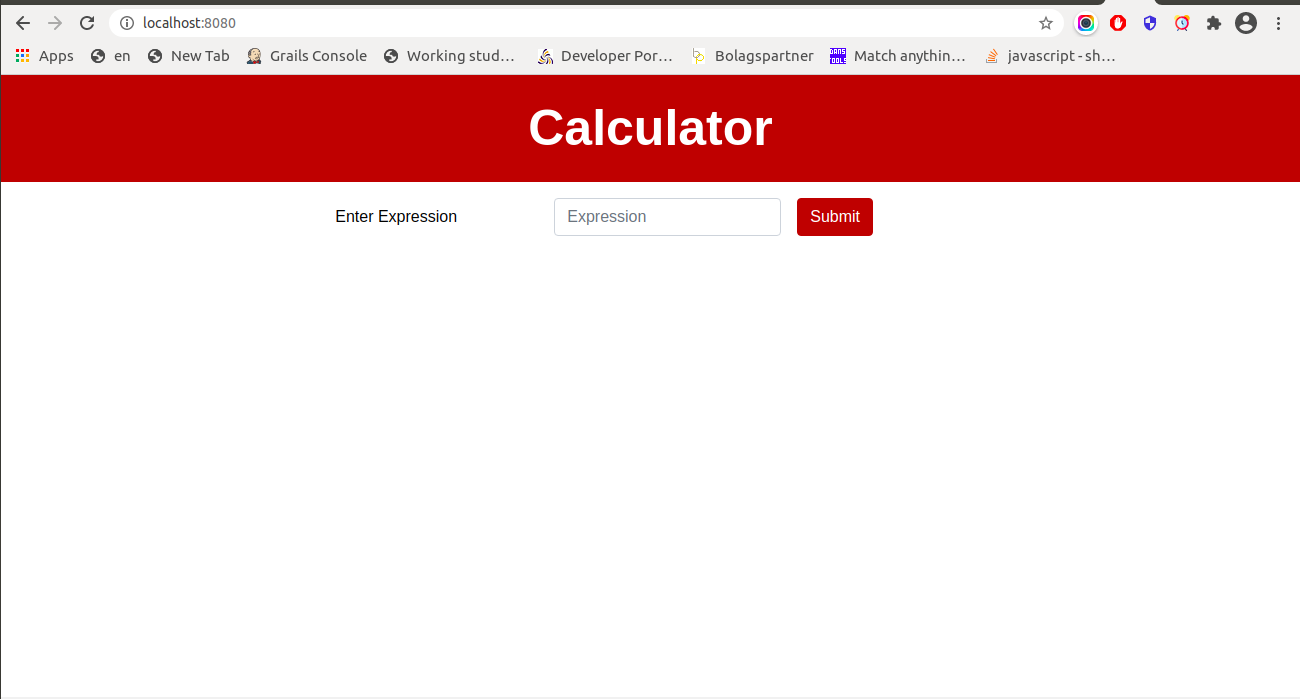 localhost:8080
Apps en New Tab Grails Console Working stud... Developer Por... Bolagspartner Match anythin... javascript - sh...
Calculator
Enter Expression Expression Submit